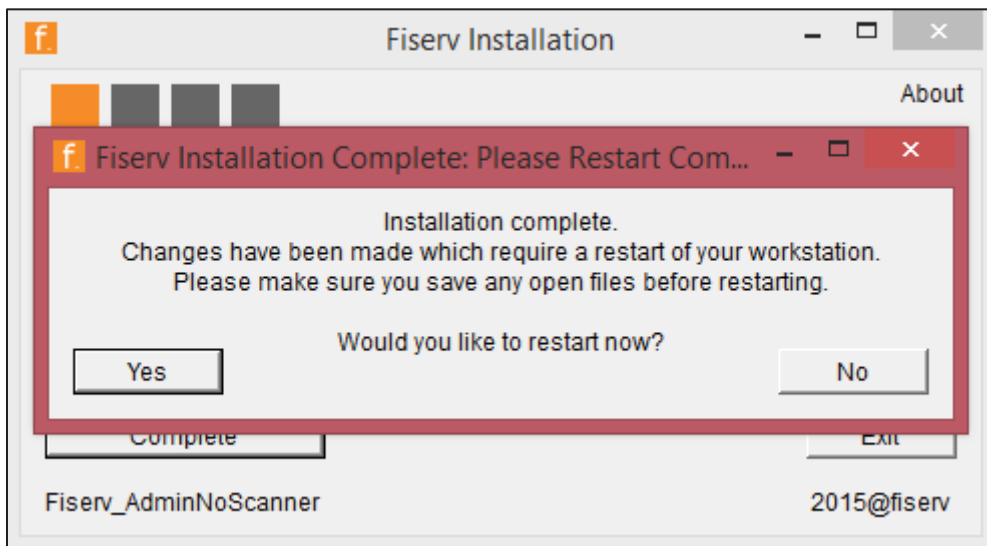 f.
Fiserv Installation
About
f.
Fiserv Installation Complete: Please Restart Com...
Installation complete.
Changes have been made which require a restart of your workstation.
Please make sure you save any open files before restarting.
Would you like to restart now?
Yes
No
Complete
Exit
Fiserv_AdminNoScanner
2015@fiserv